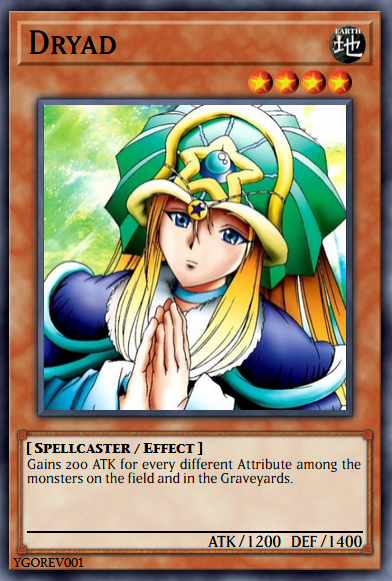 Dryad
EARTH
地
[ Spellcaster / Effect ]
Gains 200 ATK for every different Attribute among the
monsters on the field and in the Graveyards.
ATK / 1200 DEF / 1400
YGOREV001